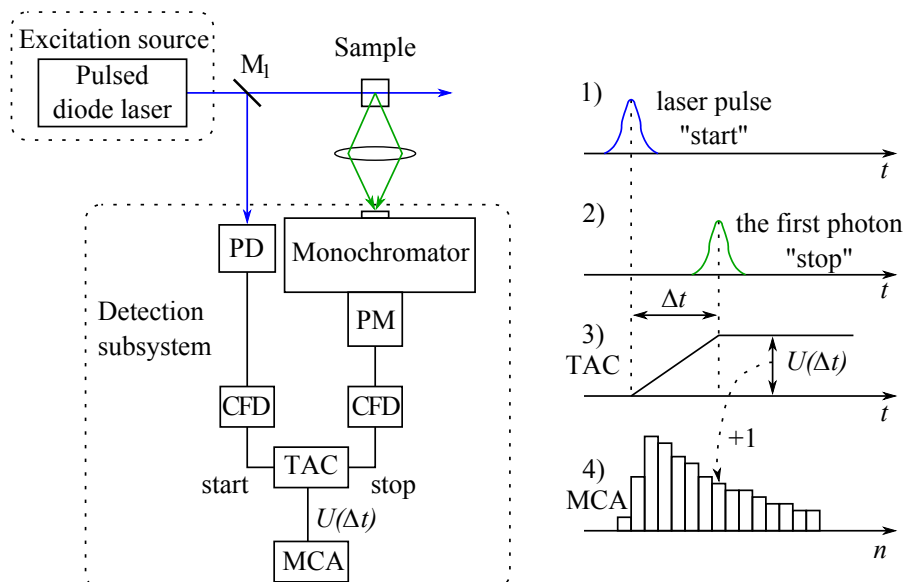 Excitation source
Pulsed
diode laser
M1
Sample
PD
Monochromator
Detection
subsystem
PM
CFD
CFD
TAC
start
stop
U(Δt)
MCA
1)
laser pulse
"start"
t
2)
the first photon
"stop"
t
Δt
3)
TAC
U(Δt)
t
+1
4)
MCA
n